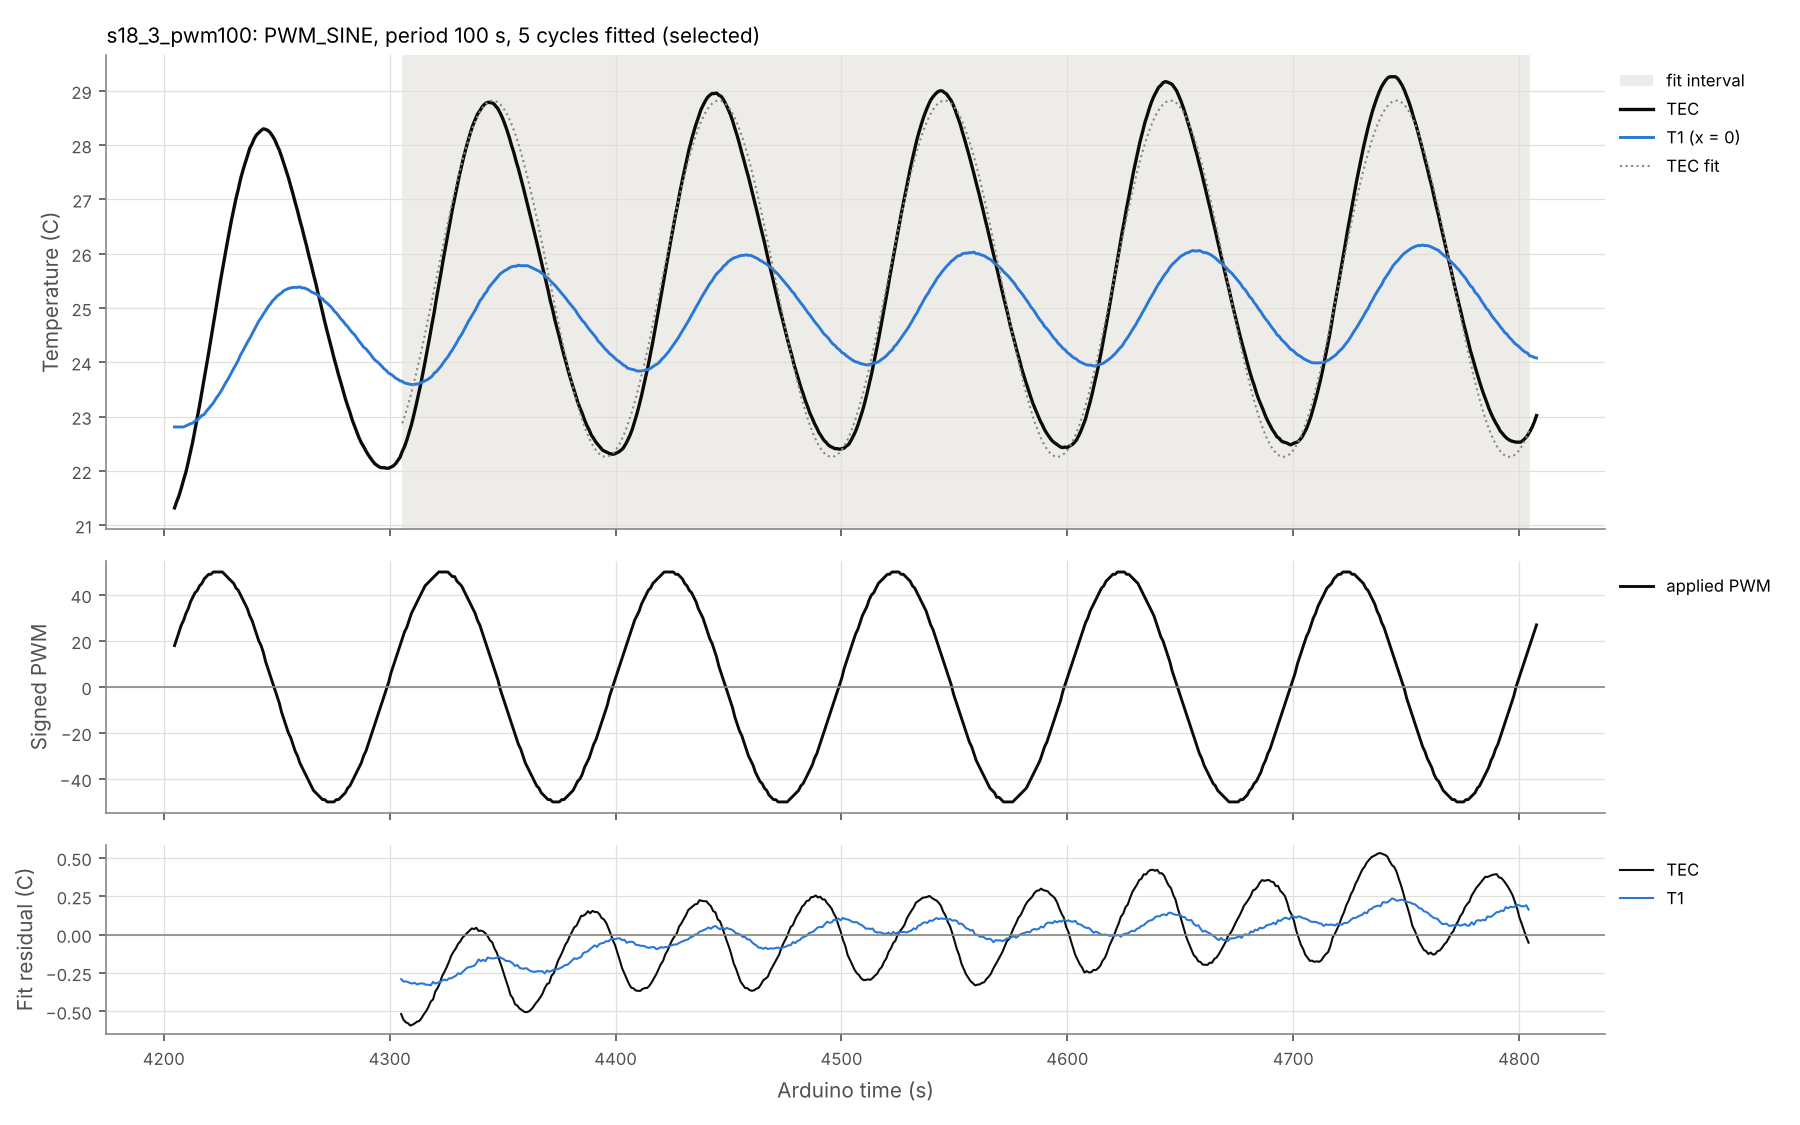 s18_3_pwm100: PWM_SINE, period 100 s, 5 cycles fitted (selected)
Temperature (C)
29
28
27
26
25
24
23
22
21
fit interval
TEC
T1 (x = 0)
TEC fit
Signed PWM
40
20
0
−20
−40
applied PWM
Fit residual (C)
0.50
0.25
0.00
−0.25
−0.50
TEC
T1
4200 4300 4400 4500 4600 4700 4800
Arduino time (s)